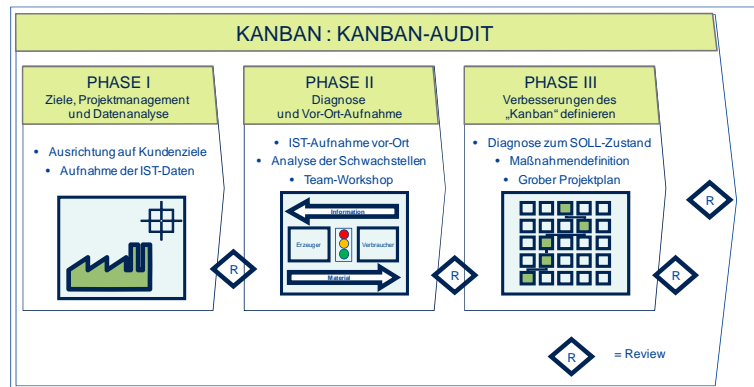 KANBAN : KANBAN-AUDIT
PHASE I
Ziele, Projektmanagement
und Datenanalyse
• Ausrichtung auf Kundenziele
• Aufnahme der IST-Daten
R
PHASE II
Diagnose
und Vor-Ort-Aufnahme
• IST-Aufnahme vor-Ort
• Analyse der Schwachstellen
• Team-Workshop
Information
Erzeuger
Verbraucher
Material
R
PHASE III
Verbesserungen des
„Kanban" definieren
• Diagnose zum SOLL-Zustand
• Maßnahmendefinition
• Grober Projektplan
R
R
R = Review